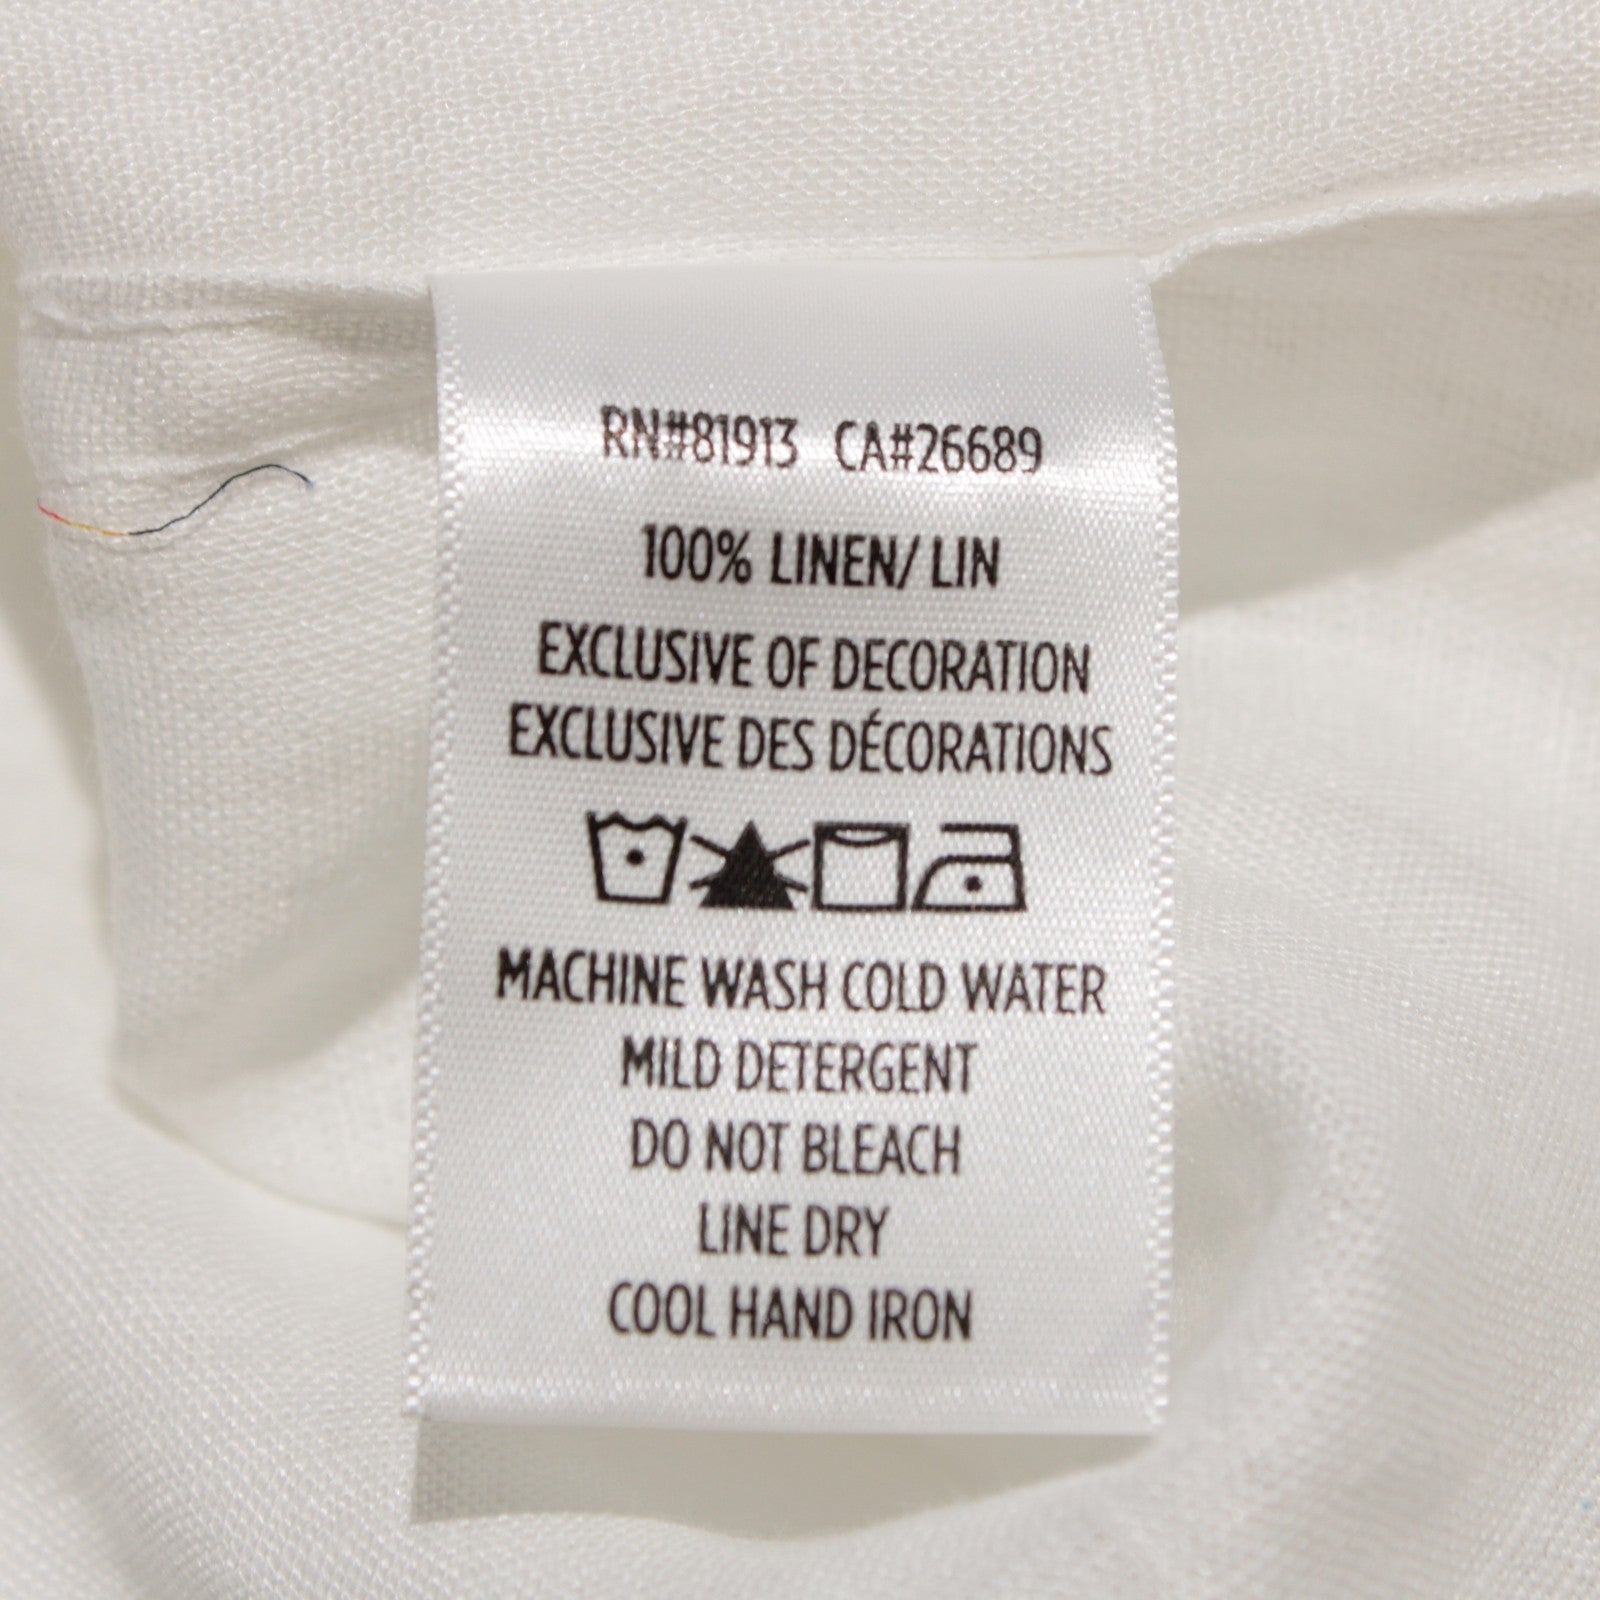 RN#81913 CA#26689
100% LINEN/ LIN
EXCLUSIVE OF DECORATION
EXCLUSIVE DES DÉCORATIONS
MACHINE WASH COLD WATER
MILD DETERGENT
DO NOT BLEACH
LINE DRY
COOL HAND IRON